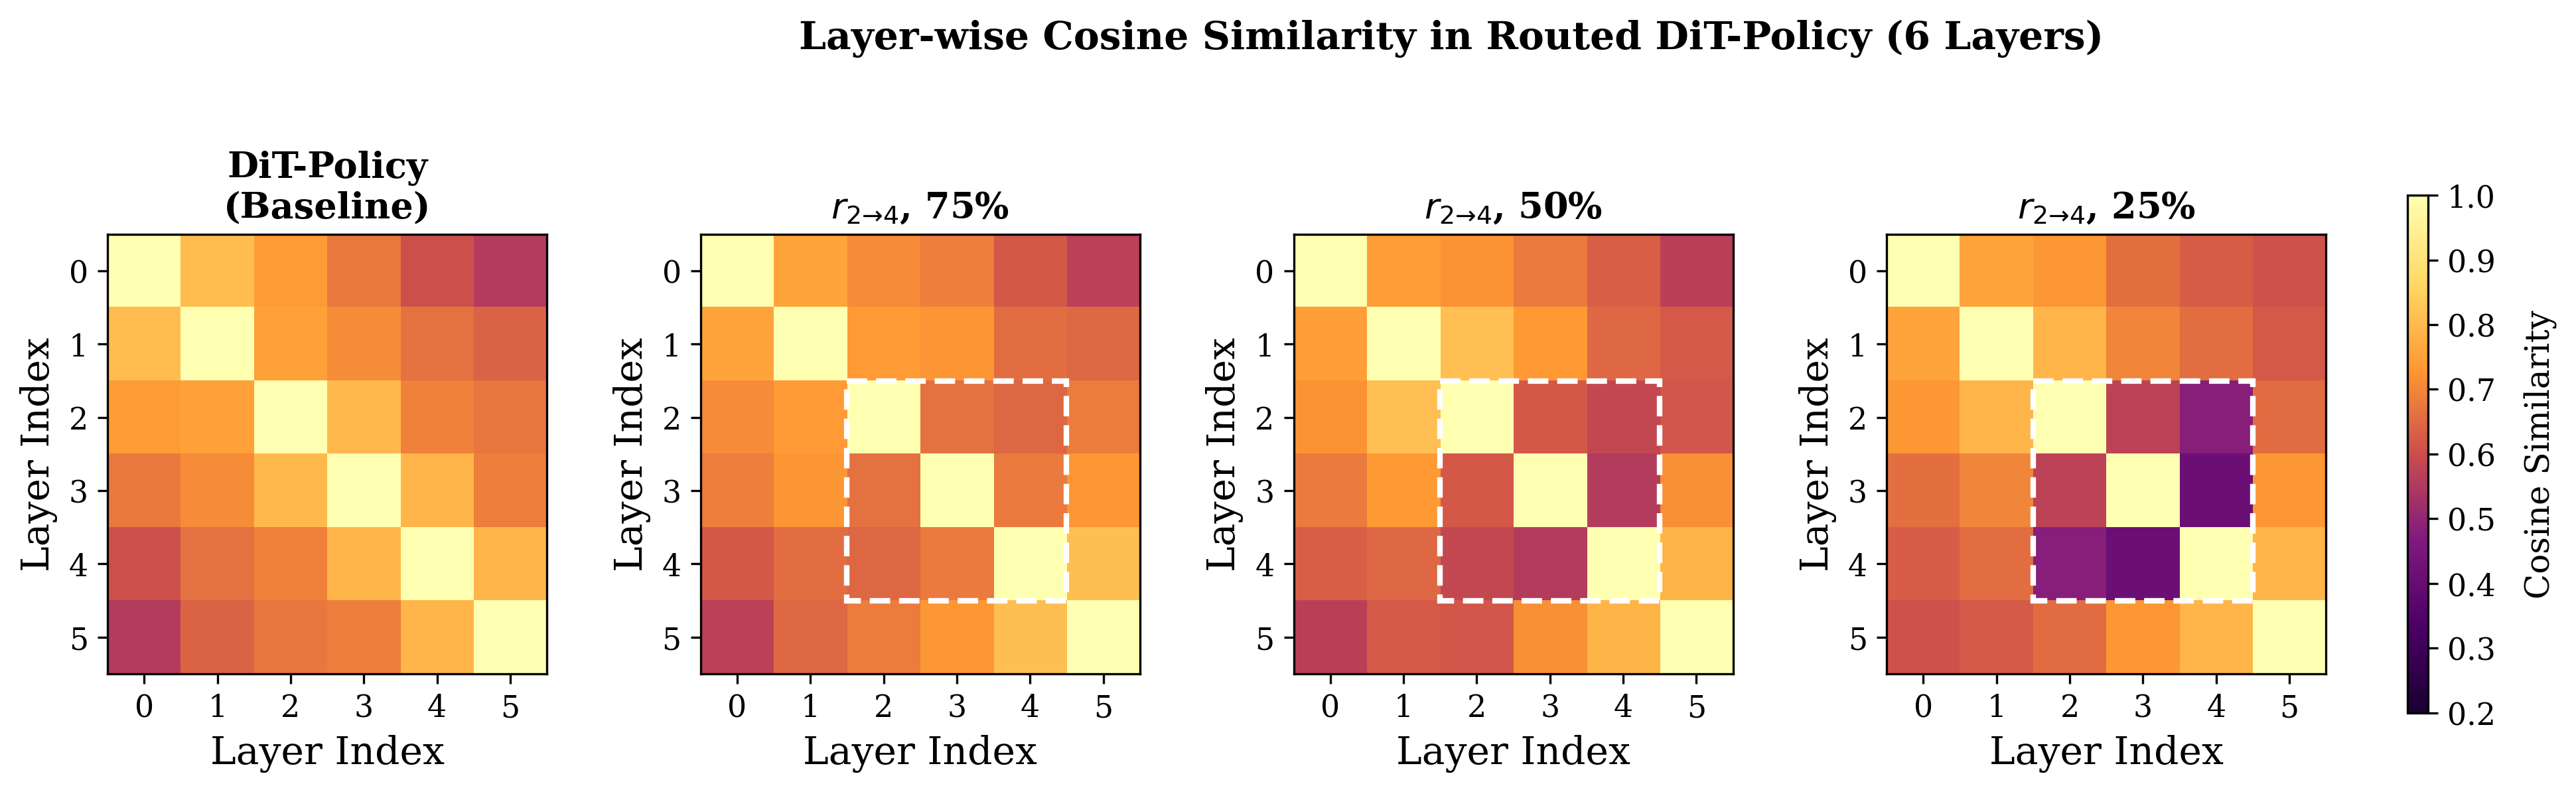 Layer-wise Cosine Similarity in Routed DiT-Policy (6 Layers)
DiT-Policy
(Baseline)
0
1
2
3
4
5
Layer Index
0 1 2 3 4 5
Layer Index
r2→4, 75%
0
1
2
3
4
5
Layer Index
0 1 2 3 4 5
Layer Index
r2→4, 50%
0
1
2
3
4
5
Layer Index
0 1 2 3 4 5
Layer Index
r2→4, 25%
0
1
2
3
4
5
Layer Index
0 1 2 3 4 5
Layer Index
1.0
0.9
0.8
0.7
0.6
0.5
0.4
0.3
0.2
Cosine Similarity